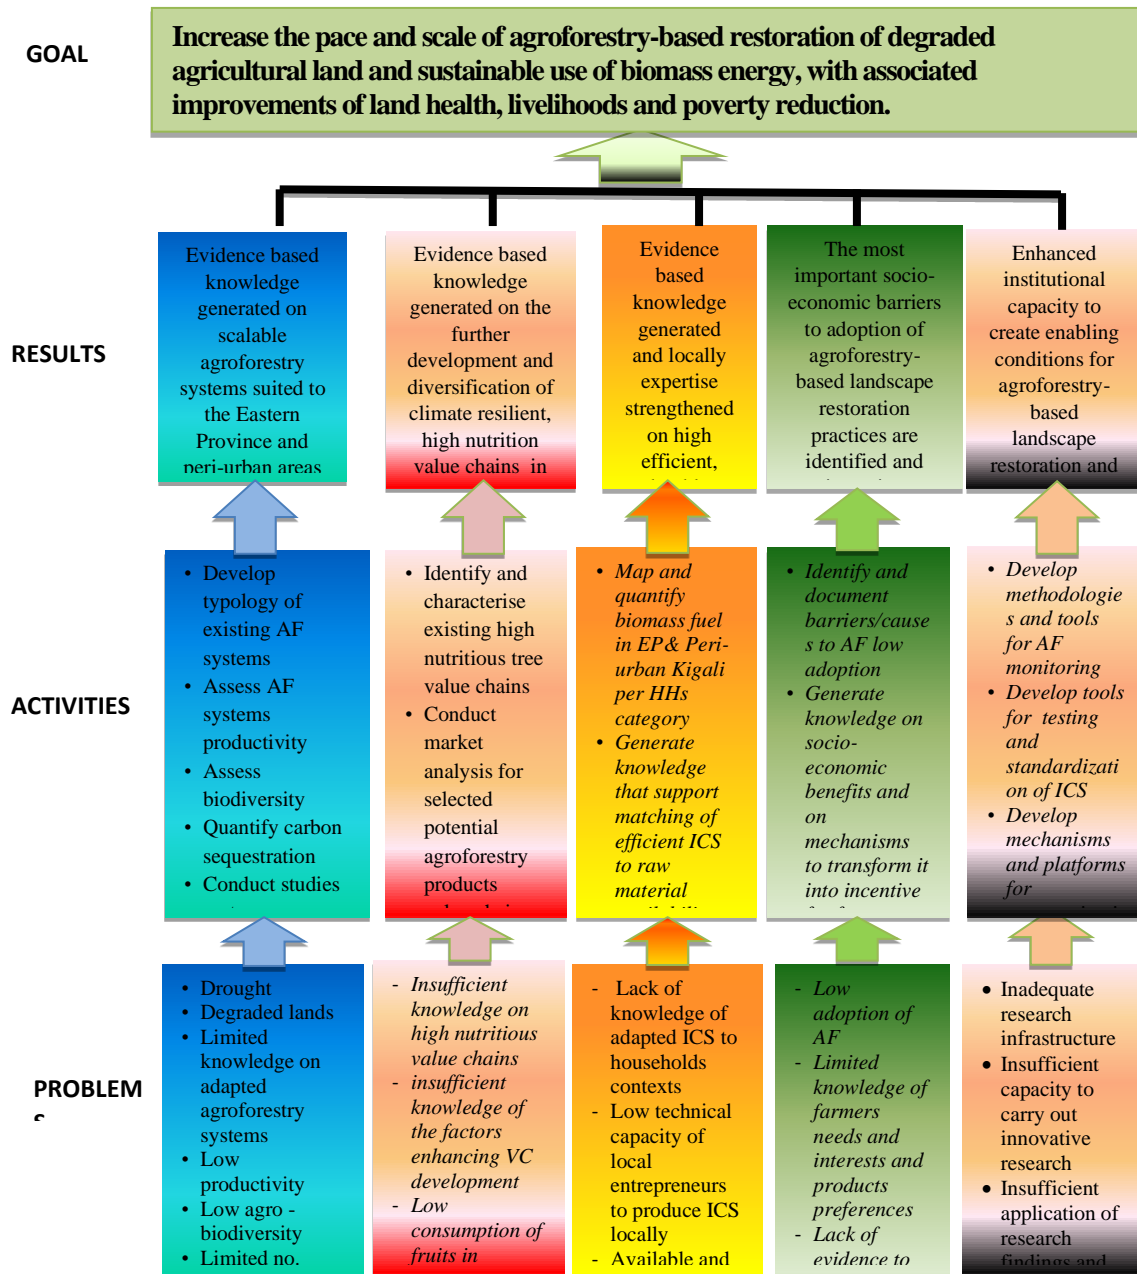 GOAL
Increase the pace and scale of agroforestry-based restoration of degraded
agricultural land and sustainable use of biomass energy, with associated
improvements of land health, livelihoods and poverty reduction.
RESULTS
Evidence based
knowledge
generated on
scalable
agroforestry
systems suited to
the Eastern
Province and
peri-urban areas
Evidence based
knowledge
generated on the
further
development and
diversification of
climate resilient,
high nutrition
value chains in
Evidence
based
knowledge
generated
and locally
expertise
strengthened
on high
efficient,
The most
important socio-
economic barriers
to adoption of
agroforestry-
based landscape
restoration
practices are
identified and
Enhanced
institutional
capacity to
create enabling
conditions for
agroforestry-
based
landscape
restoration and
ACTIVITIES
• Develop
typology of
existing AF
systems
• Assess AF
systems
productivity
• Assess
biodiversity
• Quantify carbon
sequestration
• Conduct studies
• Identify and
characterise
existing high
nutritious tree
value chains
• Conduct
market
analysis for
selected
potential
agroforestry
products
• Map and
quantify
biomass fuel
in EP& Peri-
urban Kigali
per HHs
category
• Generate
knowledge
that support
matching of
efficient ICS
to raw
material
• Identify and
document
barriers/cause
s to AF low
adoption
• Generate
knowledge on
socio-
economic
benefits and
on
mechanisms
to transform it
into incentive
• Develop
methodologie
s and tools
for AF
monitoring
• Develop tools
for testing
and
standardizati
on of ICS
• Develop
mechanisms
and platforms
for
PROBLEM
S
• Drought
• Degraded lands
• Limited
knowledge on
adapted
agroforestry
systems
• Low
productivity
• Low agro -
biodiversity
• Limited no.
- Insufficient
knowledge on
high nutritious
value chains
- insufficient
knowledge of
the factors
enhancing VC
development
- Low
consumption of
fruits in
- Lack of
knowledge of
adapted ICS to
households
contexts
- Low technical
capacity of
local
entrepreneurs
to produce ICS
locally
- Available and
- Low
adoption of
AF
- Limited
knowledge of
farmers
needs and
interests and
products
preferences
- Lack of
evidence to
• Inadequate
research
infrastructure
• Insufficient
capacity to
carry out
innovative
research
• Insufficient
application of
research
findings and